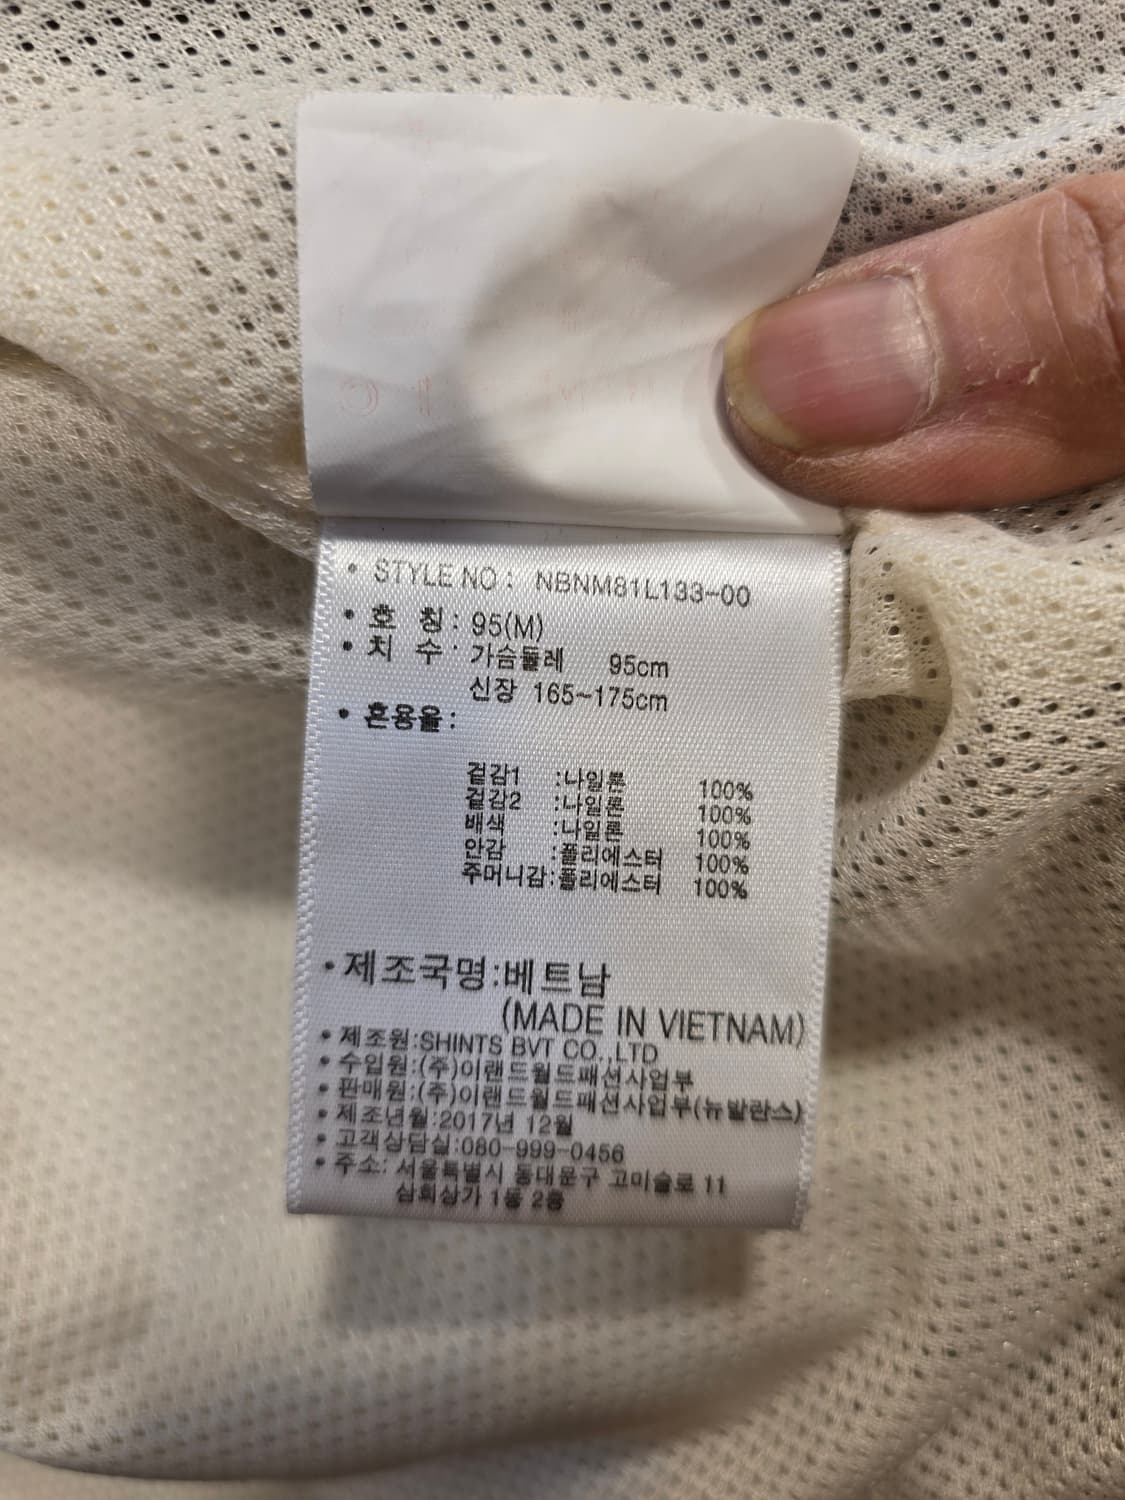 • STYLE NO : NBNM81L133-00
• 호 칭 : 95(M)
• 치 수 : 가슴둘레 95cm
신장 165~175cm
• 혼용율 :
겉감1 :나일론 100%
겉감2 :나일론 100%
배색 :나일론 100%
안감 :폴리에스터 100%
주머니감:폴리에스터 100%
• 제조국명:베트남
(MADE IN VIETNAM)
• 제조원:SHINTS BVT CO.,LTD
• 수입원:(주)이랜드월드패션사업부
• 판매원:(주)이랜드월드패션사업부(뉴발란스)
• 제조년월:2017년 12월
• 고객상담실:080-999-0456
• 주소: 서울특별시 동대문구 고미술로 11
삼희상가 1동 2층